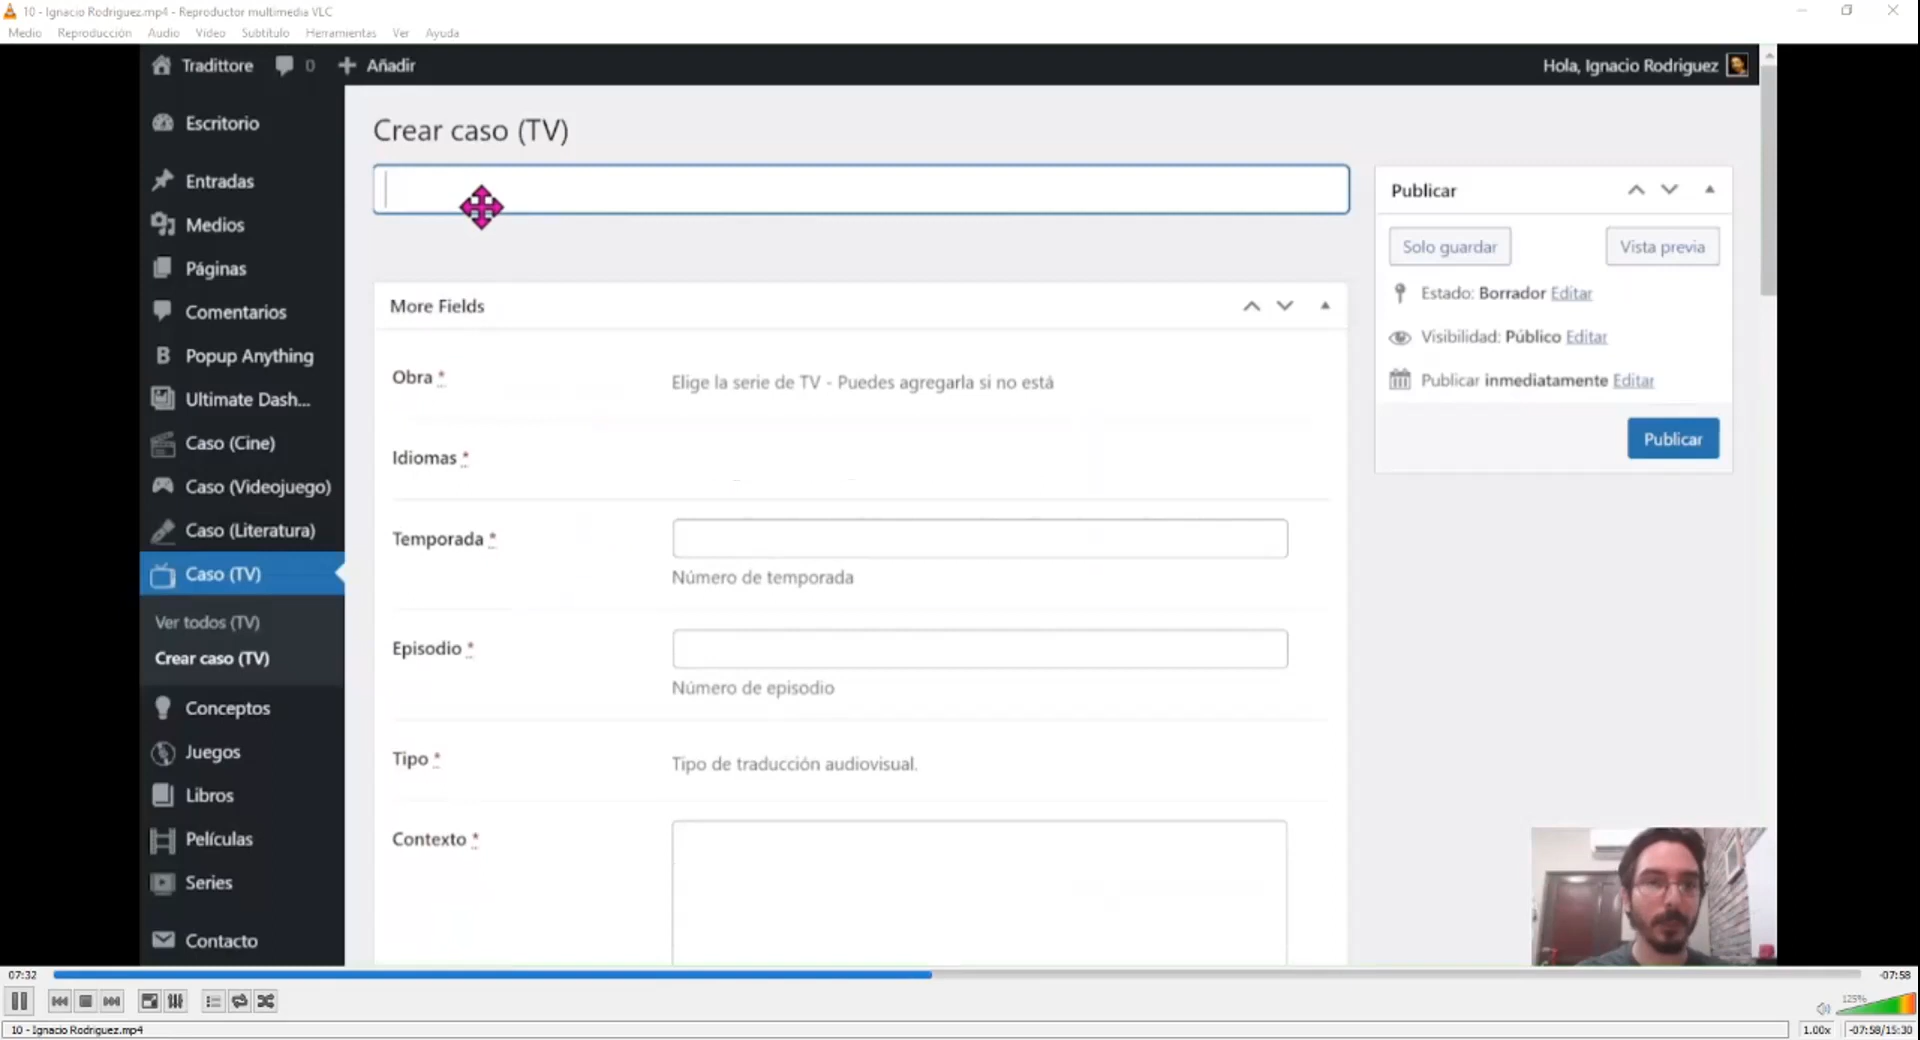 10 - Ignacio Rodriguez.mp4 - Reproductor multimedia VLC
Medio Reproducción Audio Vídeo Subtítulo Herramientas Ver Ayuda
Tradittore 0 Añadir
Hola, Ignacio Rodriguez
Escritorio
Entradas
Medios
Páginas
Comentarios
Popup Anything
Ultimate Dash...
Caso (Cine)
Caso (Videojuego)
Caso (Literatura)
Caso (TV)
Ver todos (TV)
Crear caso (TV)
Conceptos
Juegos
Libros
Películas
Series
Contacto
Crear caso (TV)
More Fields
Obra *
Elige la serie de TV - Puedes agregarla si no está
Idiomas *
Temporada *
Número de temporada
Episodio *
Número de episodio
Tipo *
Tipo de traducción audiovisual.
Contexto *
Publicar
Solo guardar Vista previa
Estado: Borrador Editar
Visibilidad: Público Editar
Publicar inmediatamente Editar
Publicar
07:32
-07:58
125%
10 - Ignacio Rodriguez.mp4
1.00x
-07:58/15:30